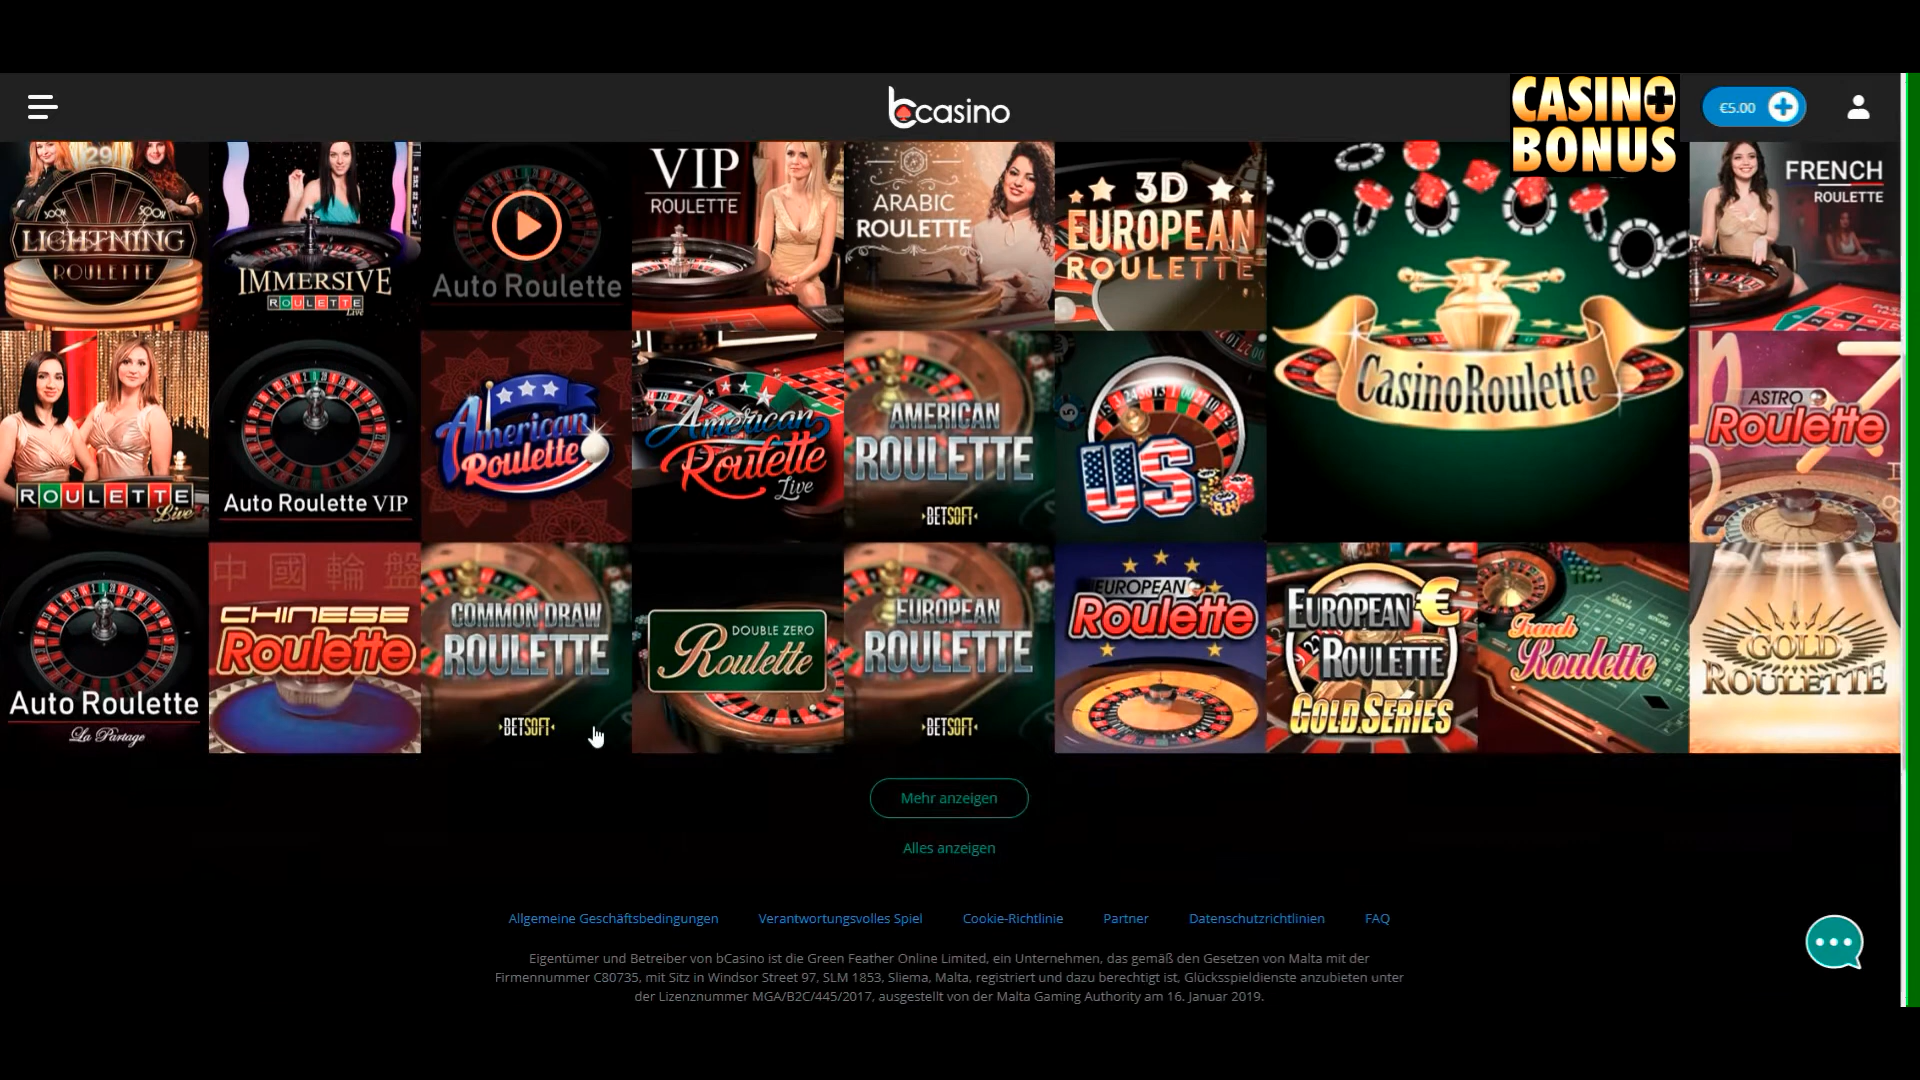 bcasino
CASINO
BONUS
€5.00
29
500X
500X
LIGHTNING
ROULETTE
IMMERSIVE
ROULETTE
Live
Auto Roulette
VIP
ROULETTE
ARABIC
ROULETTE
3D
EUROPEAN
ROULETTE
CasinoRoulette
FRENCH
ROULETTE
ROULETTE
Live
Auto Roulette VIP
American
Roulette
American
Roulette
Live
AMERICAN
ROULETTE
BETSOFT
US
ASTRO
Roulette
Auto Roulette
La Partage
中國輪盤
CHINESE
Roulette
COMMON DRAW
ROULETTE
BETSOFT
DOUBLE ZERO
Roulette
EUROPEAN
ROULETTE
BETSOFT
EUROPEAN
Roulette
EUROPEAN €
ROULETTE
GOLD SERIES
French
Roulette
GOLD
ROULETTE
Mehr anzeigen
Alles anzeigen
Allgemeine Geschäftsbedingungen Verantwortungsvolles Spiel Cookie-Richtlinie Partner Datenschutzrichtlinien FAQ
Eigentümer und Betreiber von bCasino ist die Green Feather Online Limited, ein Unternehmen, das gemäß den Gesetzen von Malta mit der
Firmennummer C80735, mit Sitz in Windsor Street 97, SLM 1853, Sliema, Malta, registriert und dazu berechtigt ist, Glücksspieldienste anzubieten unter
der Lizenznummer MGA/B2C/445/2017, ausgestellt von der Malta Gaming Authority am 16. Januar 2019.